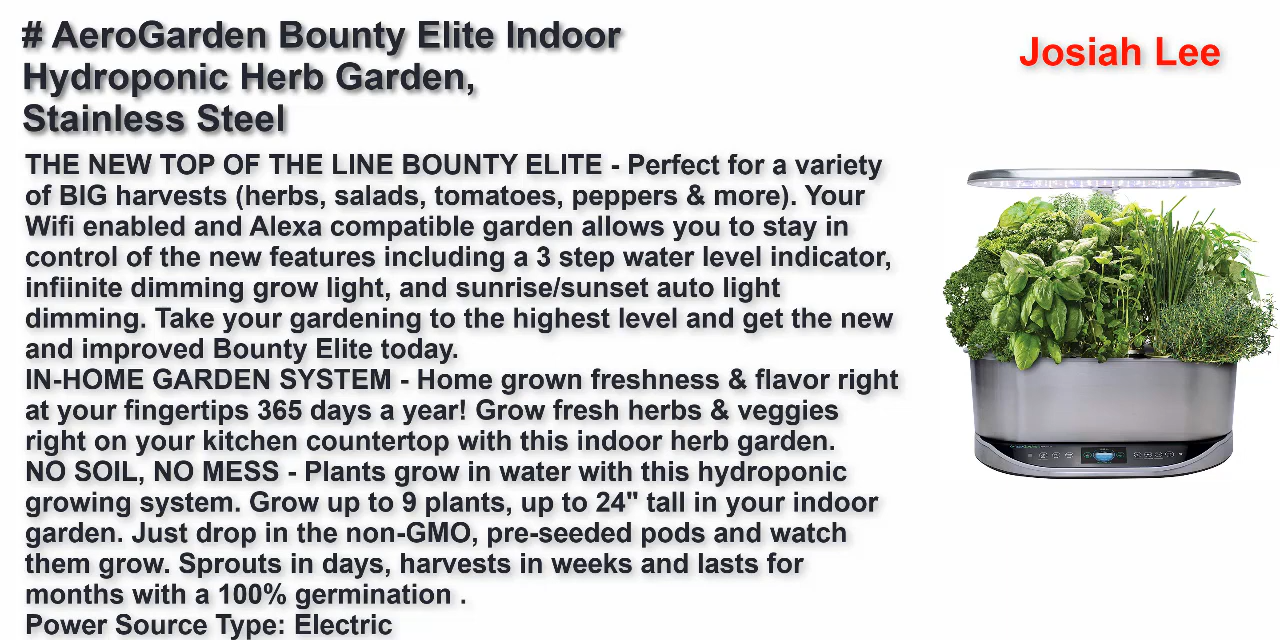 # AeroGarden Bounty Elite Indoor
Hydroponic Herb Garden,
Stainless Steel
Josiah Lee
THE NEW TOP OF THE LINE BOUNTY ELITE - Perfect for a variety
of BIG harvests (herbs, salads, tomatoes, peppers & more). Your
Wifi enabled and Alexa compatible garden allows you to stay in
control of the new features including a 3 step water level indicator,
infiinite dimming grow light, and sunrise/sunset auto light
dimming. Take your gardening to the highest level and get the new
and improved Bounty Elite today.
IN-HOME GARDEN SYSTEM - Home grown freshness & flavor right
at your fingertips 365 days a year! Grow fresh herbs & veggies
right on your kitchen countertop with this indoor herb garden.
NO SOIL, NO MESS - Plants grow in water with this hydroponic
growing system. Grow up to 9 plants, up to 24" tall in your indoor
garden. Just drop in the non-GMO, pre-seeded pods and watch
them grow. Sprouts in days, harvests in weeks and lasts for
months with a 100% germination .
Power Source Type: Electric